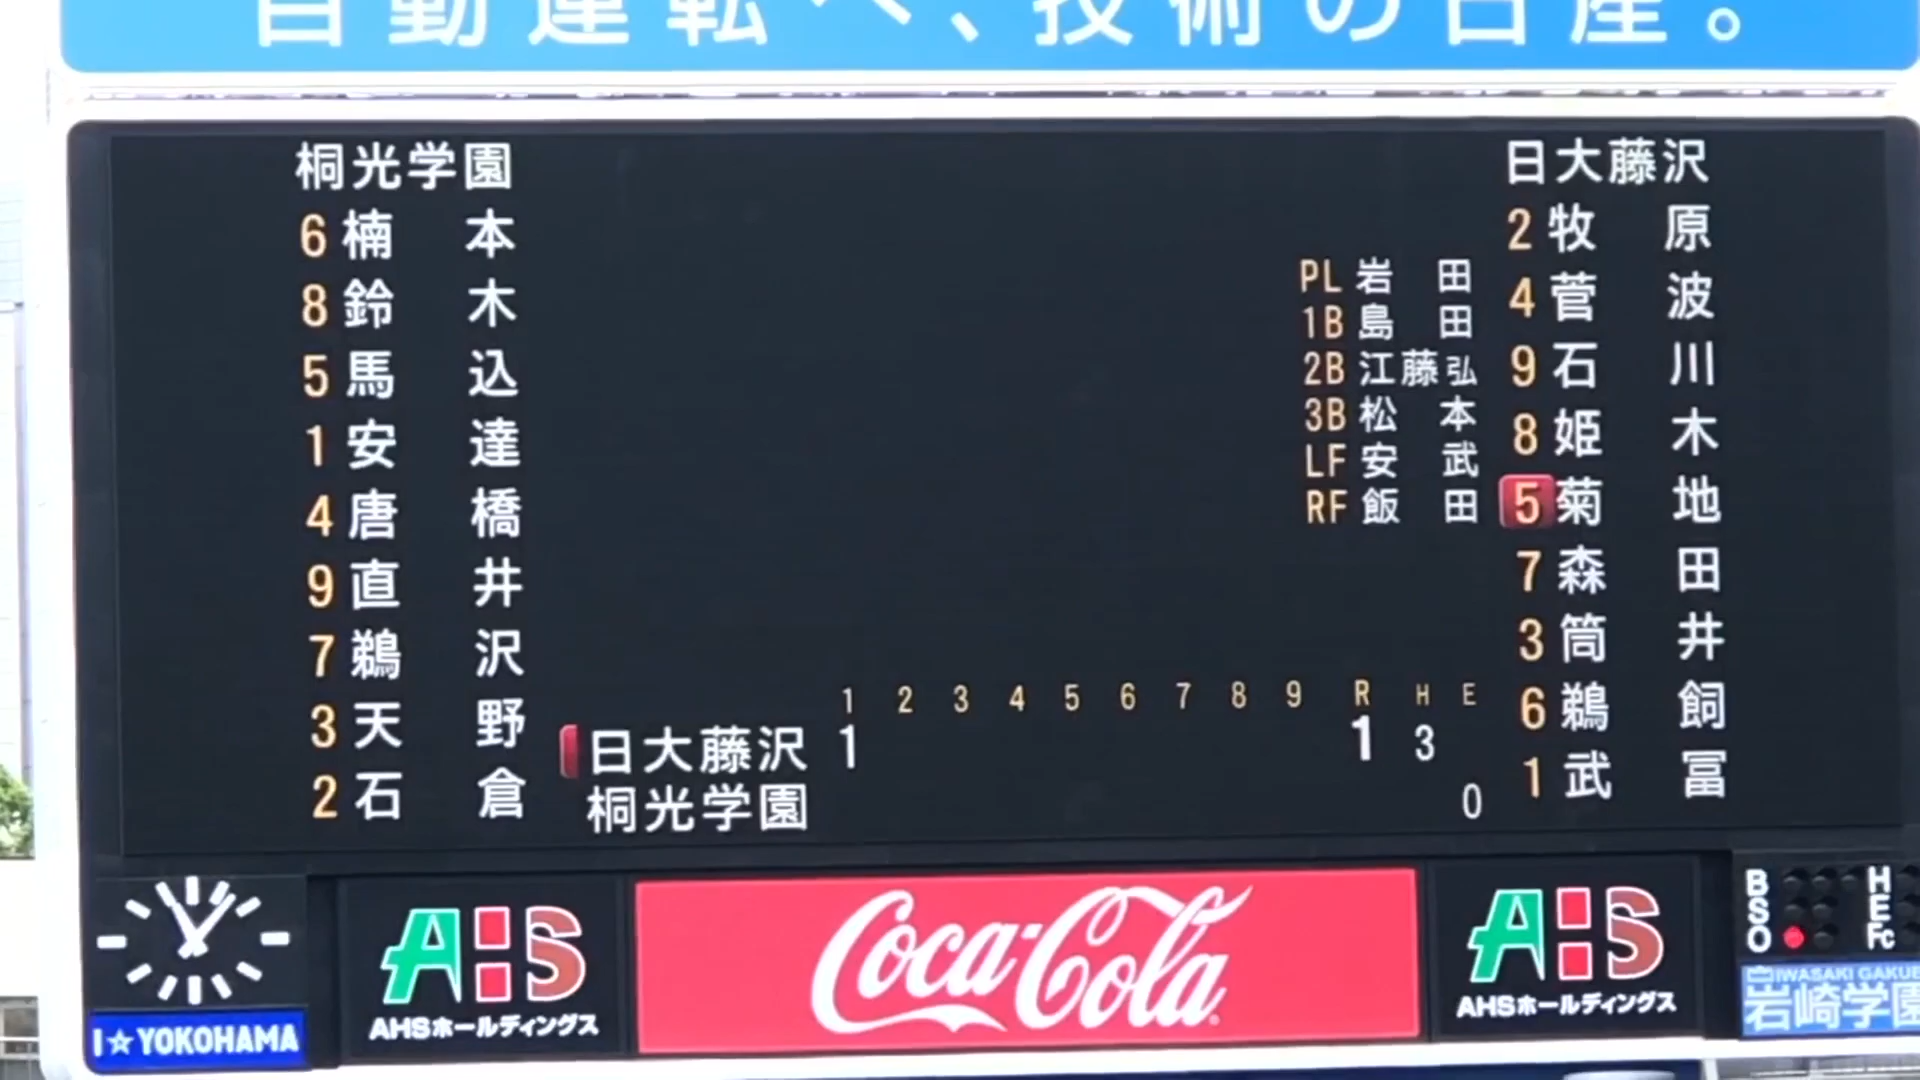 自動運転へ、技術の日産。
桐光学園
6 楠本
8 鈴木
5 馬込
1 安達
4 唐橋
9 直井
7 鵜沢
3 天野
2 石倉
PL 岩田
1B 島田
2B 江藤弘
3B 松本
LF 安武
RF 飯田
日大藤沢
2 牧原
4 菅波
9 石川
8 姫木
5 菊地
7 森田
3 筒井
6 鵜飼
1 武冨
1 2 3 4 5 6 7 8 9 R H E
日大藤沢 1 1 3
桐光学園 0
I☆YOKOHAMA
AHS
AHSホールディングス
Coca-Cola
AHS
AHSホールディングス
B H
S E
O Fc
IWASAKI GAKUE
岩崎学園